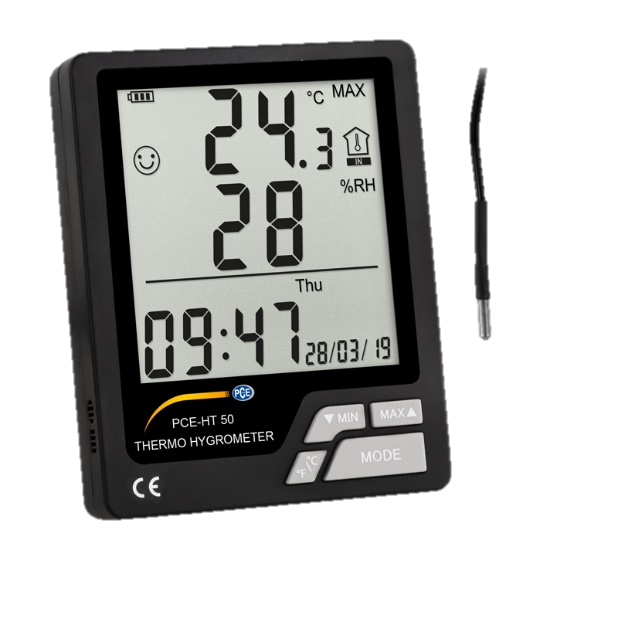 24.3 °C MAX
IN
%RH
28
Thu
09:47 28/03/19
PCE
PCE-HT 50
THERMO HYGROMETER
▼ MIN MAX ▲
°C/°F MODE
CE